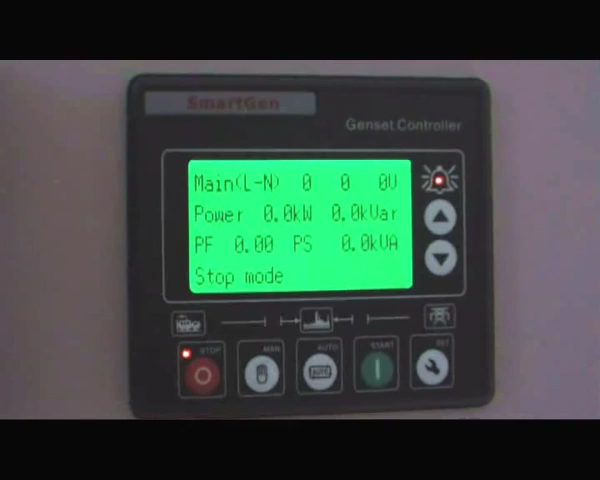 SmartGen
Genset Controller
Main(L-N) 0 0 0V
Power 0.0kW 0.0kVar
PF 0.00 PS 0.0kVA
Stop mode
STOP
MAN
AUTO
START
SET
AUTO